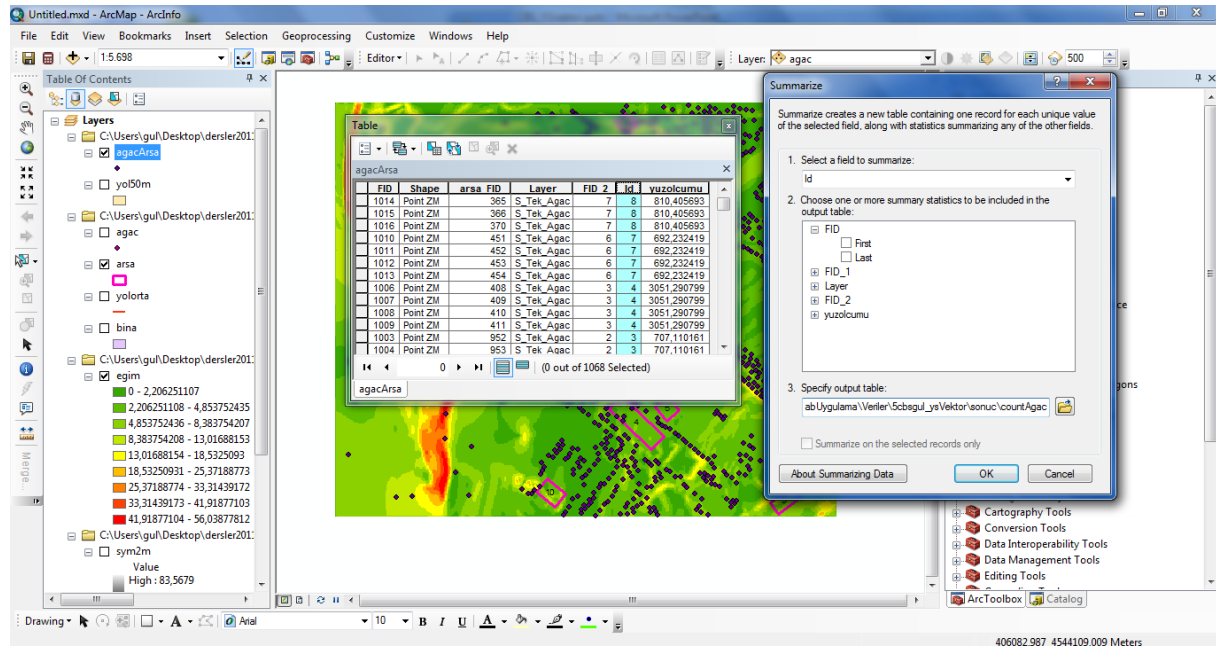 Untitled.mxd - ArcMap - ArcInfo
File Edit View Bookmarks Insert Selection Geoprocessing Customize Windows Help
1:5.698
Editor
Layer: agac
500
Table Of Contents
Layers
C:\Users\gul\Desktop\dersler201
agacArsa
yol50m
C:\Users\gul\Desktop\dersler201
agac
arsa
yolorta
bina
C:\Users\gul\Desktop\dersler201
egim
0 - 2,206251107
2,206251108 - 4,853752435
4,853752436 - 8,383754207
8,383754208 - 13,01688153
13,01688154 - 18,5325093
18,53250931 - 25,37188773
25,37188774 - 33,31439172
33,31439173 - 41,91877103
41,91877104 - 56,03877812
C:\Users\gul\Desktop\dersler201
sym2m
Value
High : 83,5679
Merge
Table
agacArsa
FID Shape arsa_FID Layer FID_2 Id yuzolcumu
1014 Point ZM 365 S_Tek_Agac 7 8 810,405693
1015 Point ZM 366 S_Tek_Agac 7 8 810,405693
1016 Point ZM 370 S_Tek_Agac 7 8 810,405693
1010 Point ZM 451 S_Tek_Agac 6 7 692,232419
1011 Point ZM 452 S_Tek_Agac 6 7 692,232419
1012 Point ZM 453 S_Tek_Agac 6 7 692,232419
1013 Point ZM 454 S_Tek_Agac 6 7 692,232419
1006 Point ZM 408 S_Tek_Agac 3 4 3051,290799
1007 Point ZM 409 S_Tek_Agac 3 4 3051,290799
1008 Point ZM 410 S_Tek_Agac 3 4 3051,290799
1009 Point ZM 411 S_Tek_Agac 3 4 3051,290799
1003 Point ZM 952 S_Tek_Agac 2 3 707,110161
1004 Point ZM 953 S_Tek_Agac 2 3 707,110161
0
(0 out of 1068 Selected)
agacArsa
4
10
Summarize
Summarize creates a new table containing one record for each unique value
of the selected field, along with statistics summarizing any of the other fields.
1. Select a field to summarize:
Id
2. Choose one or more summary statistics to be included in the
output table:
FID
First
Last
FID_1
Layer
FID_2
yuzolcumu
3. Specify output table:
abUygulama\Veriler\5cbsgul_ysVektor\sonuc\countAgac
Summarize on the selected records only
About Summarizing Data
OK
Cancel
Cartography Tools
Conversion Tools
Data Interoperability Tools
Data Management Tools
Editing Tools
ArcToolbox Catalog
Drawing
Arial
10
B I U A
406082,987 4544109,009 Meters